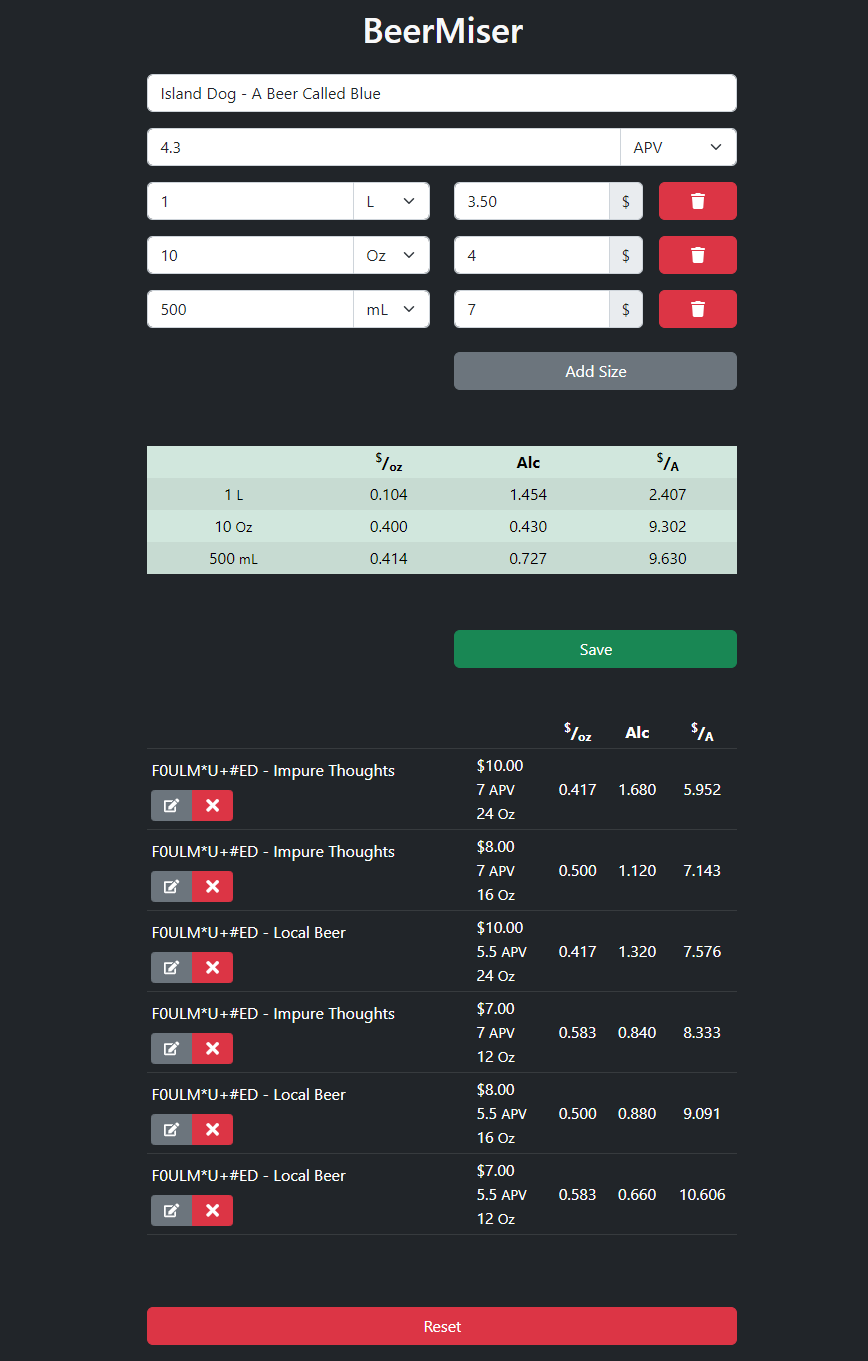 BeerMiser
Island Dog - A Beer Called Blue
4.3 APV
1 L 3.50 $
10 Oz 4 $
500 mL 7 $
Add Size
$/oz Alc $/A
1 L 0.104 1.454 2.407
10 Oz 0.400 0.430 9.302
500 mL 0.414 0.727 9.630
Save
$/oz Alc $/A
F0ULM*U+#ED - Impure Thoughts
$10.00
7 APV
24 Oz
0.417 1.680 5.952
F0ULM*U+#ED - Impure Thoughts
$8.00
7 APV
16 Oz
0.500 1.120 7.143
F0ULM*U+#ED - Local Beer
$10.00
5.5 APV
24 Oz
0.417 1.320 7.576
F0ULM*U+#ED - Impure Thoughts
$7.00
7 APV
12 Oz
0.583 0.840 8.333
F0ULM*U+#ED - Local Beer
$8.00
5.5 APV
16 Oz
0.500 0.880 9.091
F0ULM*U+#ED - Local Beer
$7.00
5.5 APV
12 Oz
0.583 0.660 10.606
Reset